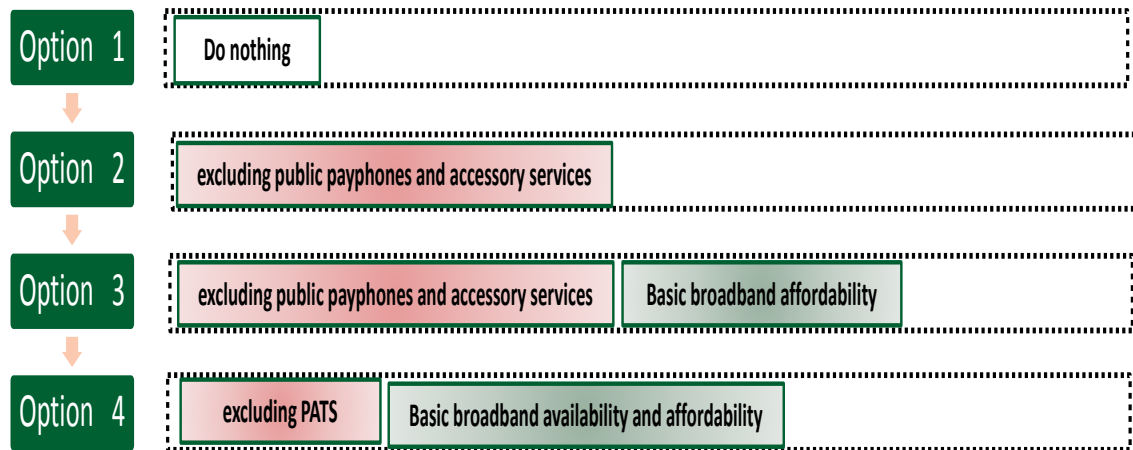 Option 1
Do nothing
Option 2
excluding public payphones and accessory services
Option 3
excluding public payphones and accessory services
Basic broadband affordability
Option 4
excluding PATS
Basic broadband availability and affordability